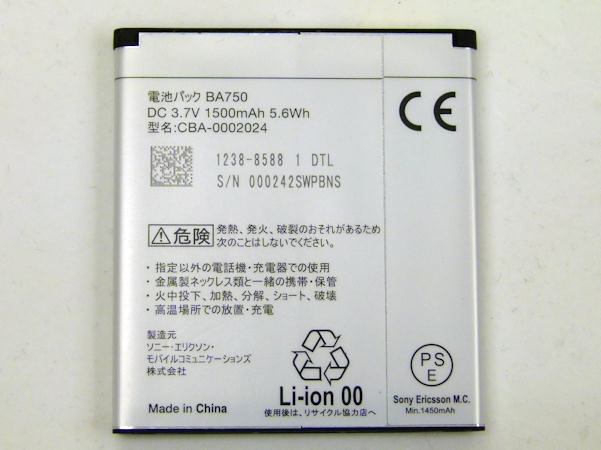 電池パック BA750
DC 3.7V 1500mAh 5.6Wh
型名:CBA-0002024
CE
1238-8588 1 DTL
S/N 000242SWPBNS
危険
発熱、発火、破裂のおそれがあるため
次のことはしないでください。
・指定以外の電話機・充電器での使用
・金属製ネックレス類と一緒の携帯・保管
・火中投下、加熱、分解、ショート、破壊
・高温場所での放置・充電
製造元
ソニー・エリクソン・
モバイルコミュニケーションズ
株式会社
Made in China
Li-ion 00
使用後は、リサイクル協力店へ
PS
E
Sony Ericsson M.C.
Min.1450mAh